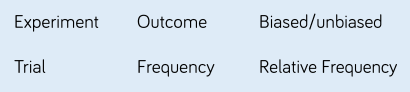 Experiment Outcome Biased/unbiased
Trial Frequency Relative Frequency